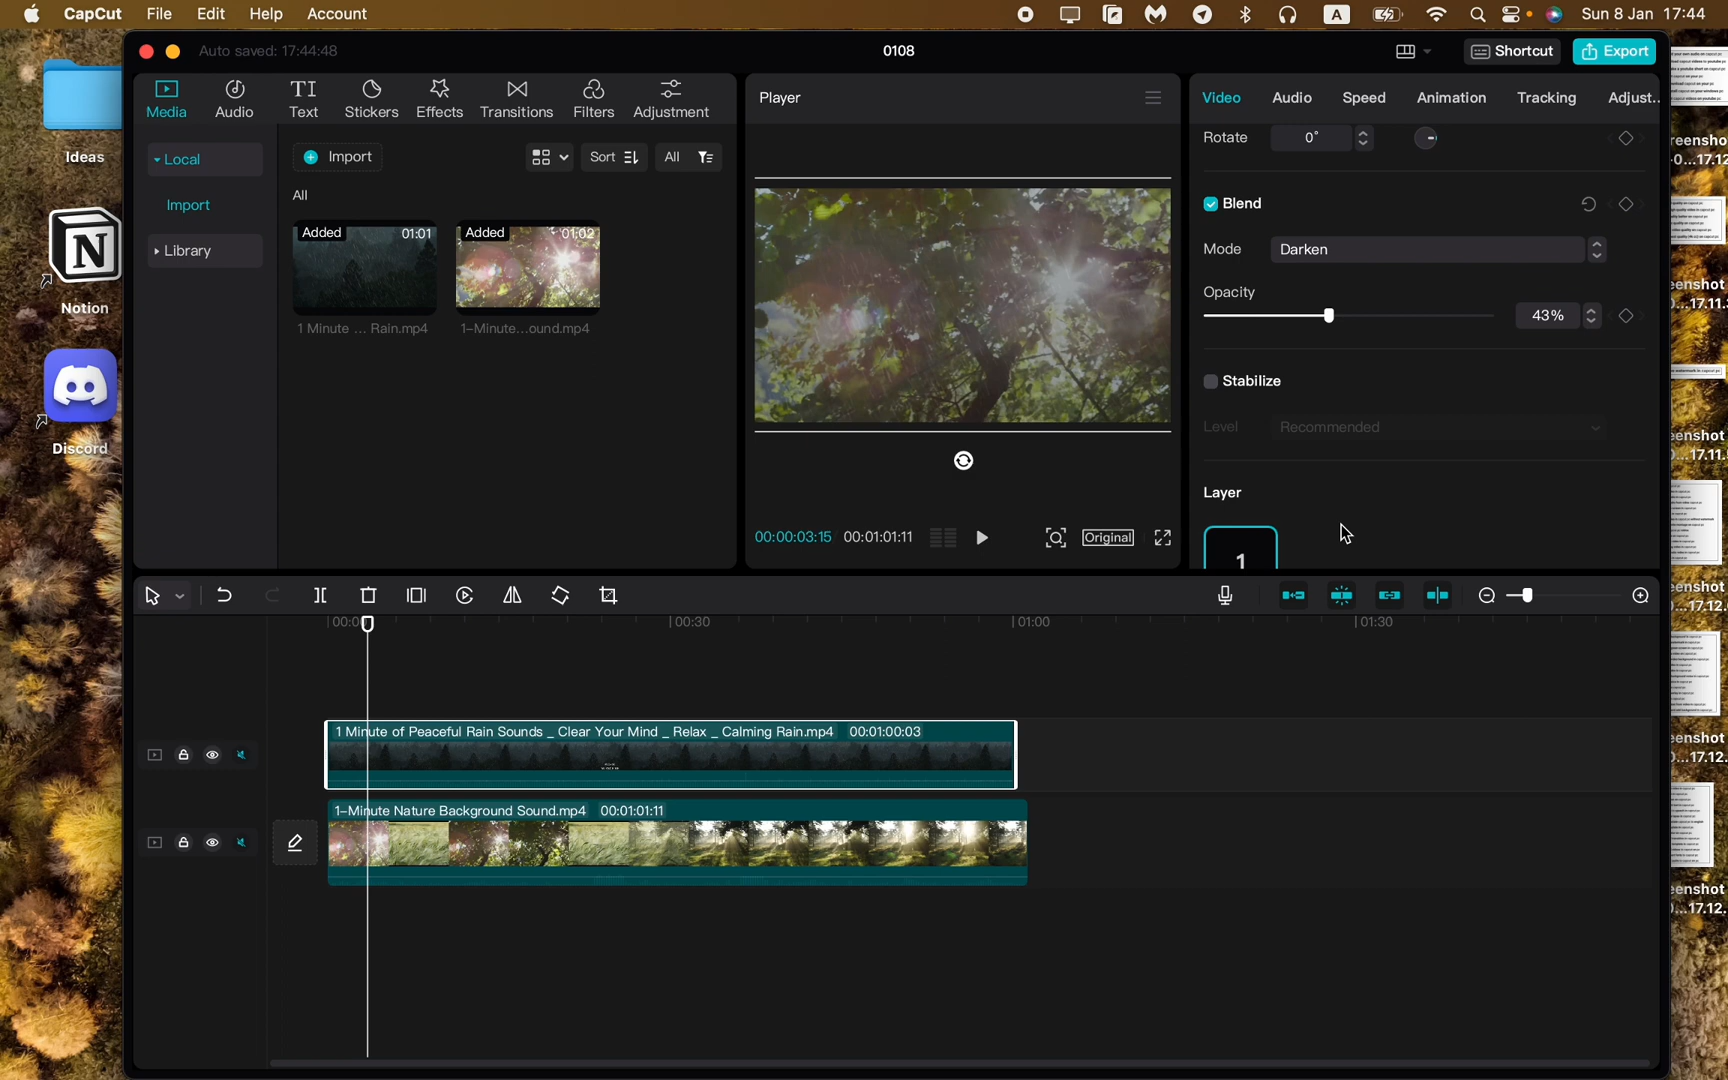 CapCut File Edit Help Account
A Sun 8 Jan 17:44
Auto saved: 17:44:48
0108
Shortcut
Export
Media
Audio
TI
Text
Stickers
Effects
Transitions
Filters
Adjustment
Local
Import
Library
Import
Sort
All
All
Added 01:01
1 Minute ... Rain.mp4
Added 01:02
1-Minute...ound.mp4
Player
00:00:03:15 00:01:01:11
Original
Video Audio Speed Animation Tracking Adjust..
Rotate 0°
Blend
Mode Darken
Opacity
43%
Stabilize
Level Recommended
Layer
1
00:30 01:00 01:30
1 Minute of Peaceful Rain Sounds _ Clear Your Mind _ Relax _ Calming Rain.mp4 00:01:00:03
1-Minute Nature Background Sound.mp4 00:01:01:11
Ideas
N
Notion
Discord